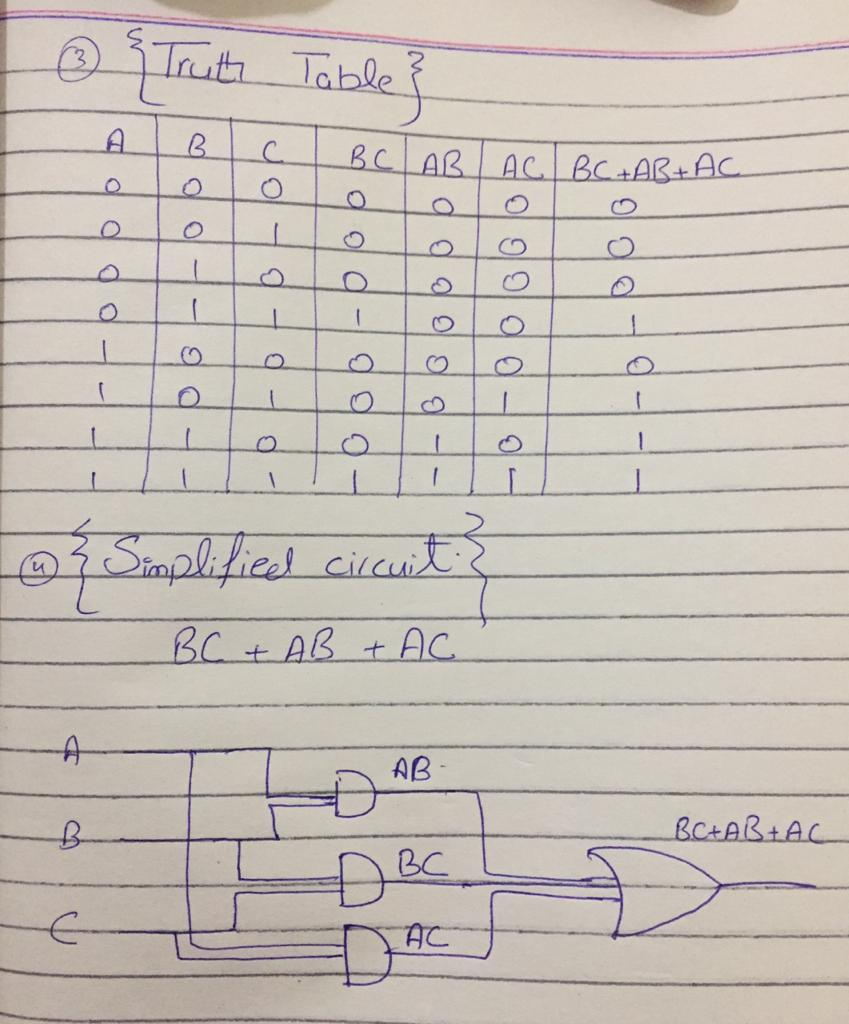 ③ {Truth Table}
A B C BC AB AC BC+AB+AC
0 0 0 0 0 0 0
0 0 1 0 0 0 0
0 1 0 0 0 0 0
0 1 1 1 0 0 1
1 0 0 0 0 0 0
1 0 1 0 0 1 1
1 1 0 0 1 0 1
1 1 1 1 1 1 1
④ {Simplified circuit.}
BC + AB + AC
A
AB
B
BC+AB+AC
BC
C
AC